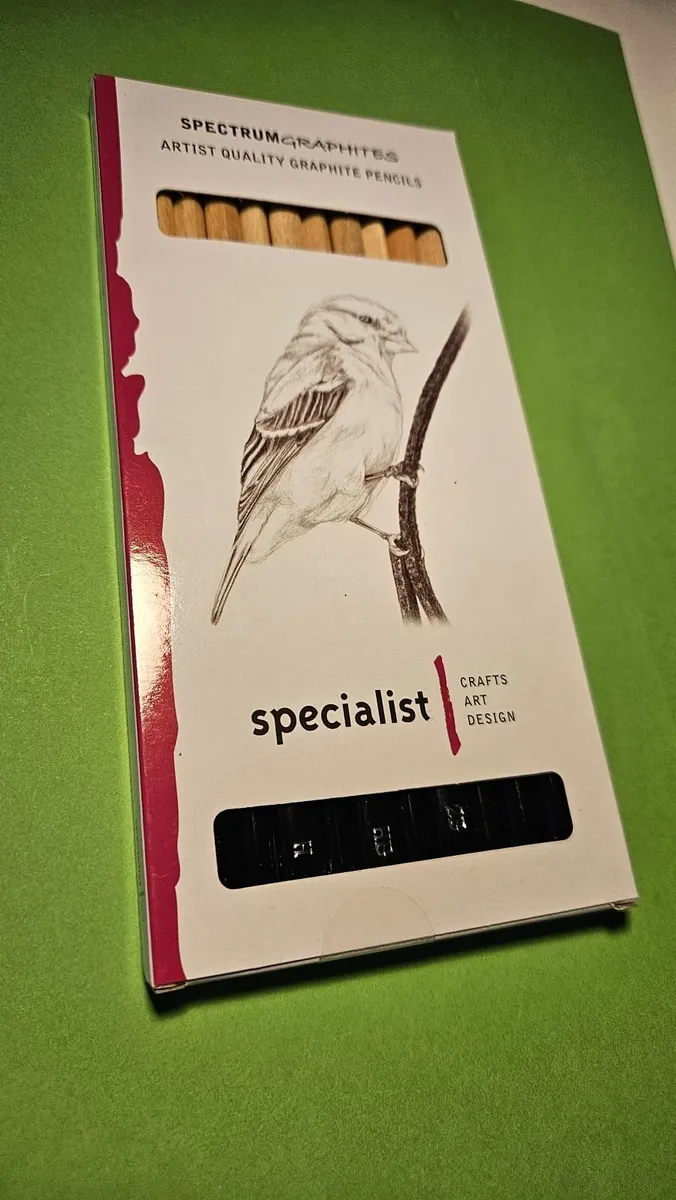 SPECTRUMGRAPHITES
ARTIST QUALITY GRAPHITE PENCILS
specialist
CRAFTS
ART
DESIGN